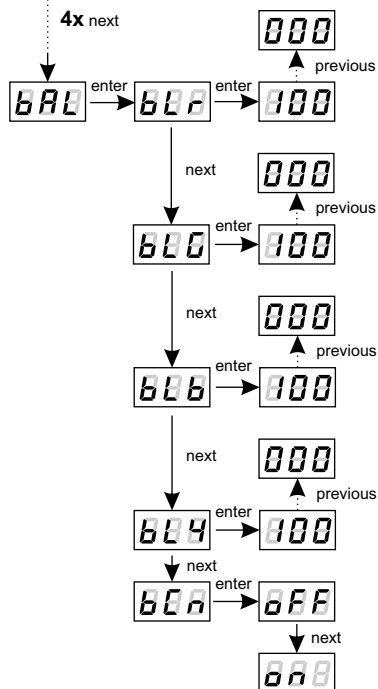 4x next
000
previous
bAL enter bLr enter 100
next
000
previous
bLG enter 100
next
000
previous
bLb enter 100
next
000
previous
bL4 enter 100
next
bCn enter oFF
next
on